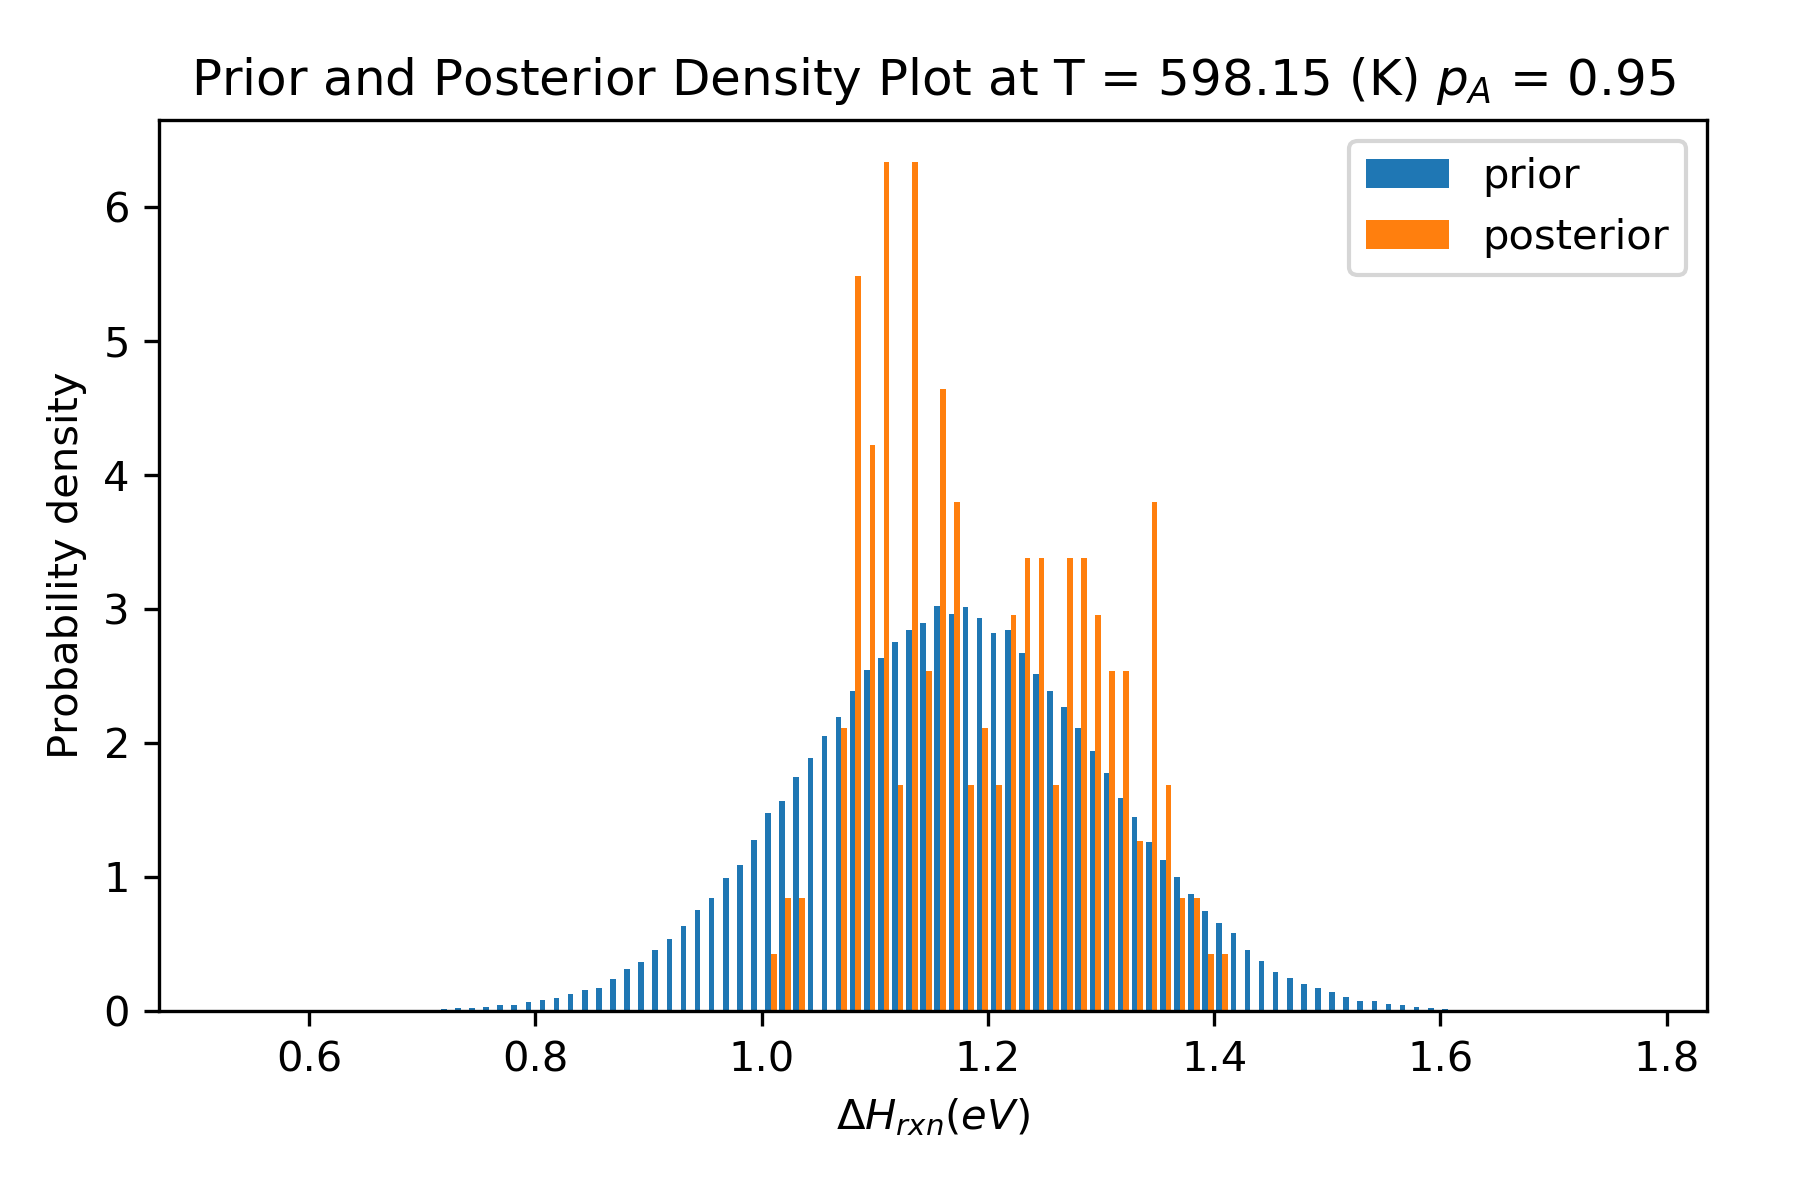 Prior and Posterior Density Plot at T = 598.15 (K) p_A = 0.95
prior
posterior
Probability density
6
5
4
3
2
1
0
0.6 0.8 1.0 1.2 1.4 1.6 1.8
ΔH_rxn(eV)